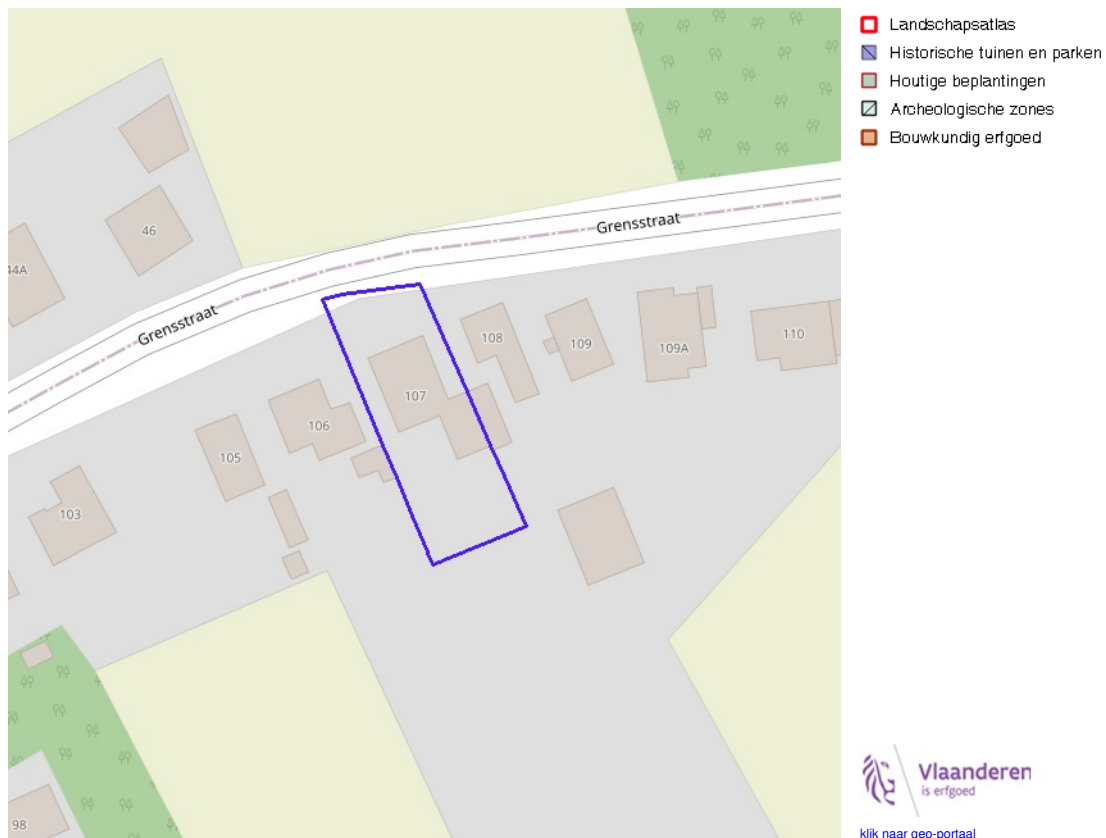 Landschapsatlas
Historische tuinen en parken
Houtige beplantingen
Archeologische zones
Bouwkundig erfgoed
Grensstraat
46
44A
Grensstraat
108
109
109A
110
107
106
105
103
98
Vlaanderen
is erfgoed
klik naar geo-portaal